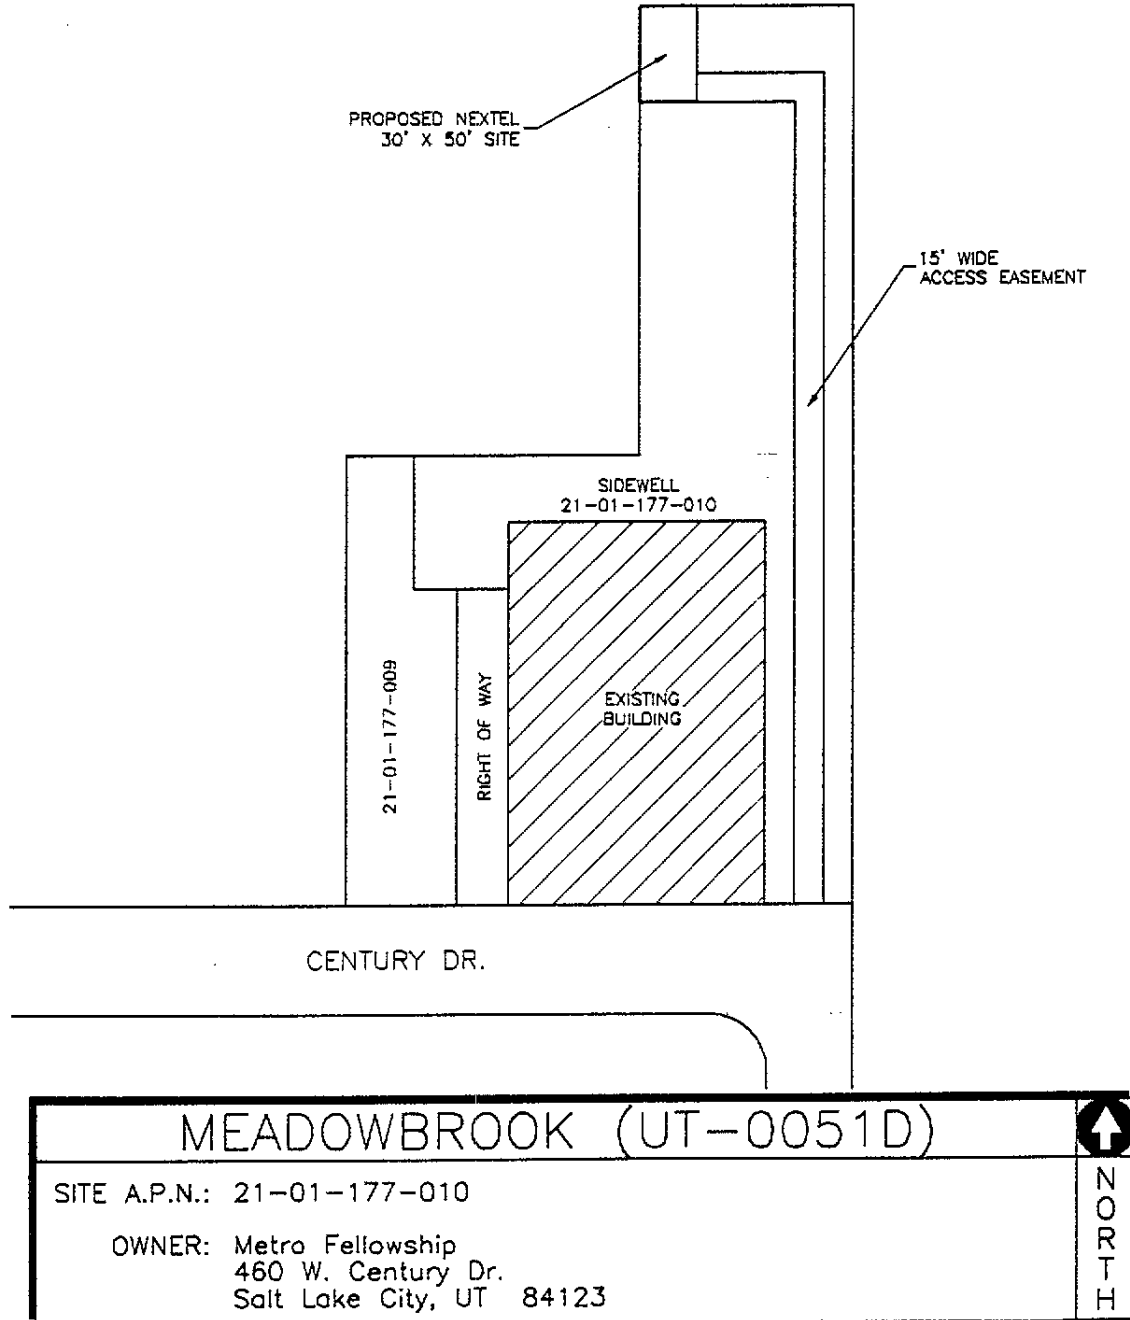 PROPOSED NEXTEL
30' X 50' SITE
15' WIDE
ACCESS EASEMENT
SIDEWELL
21-01-177-010
21-01-177-009
RIGHT OF WAY
EXISTING
BUILDING
CENTURY DR.
MEADOWBROOK (UT-0051D)
SITE A.P.N.: 21-01-177-010
OWNER: Metro Fellowship
460 W. Century Dr.
Salt Lake City, UT 84123
NORTH